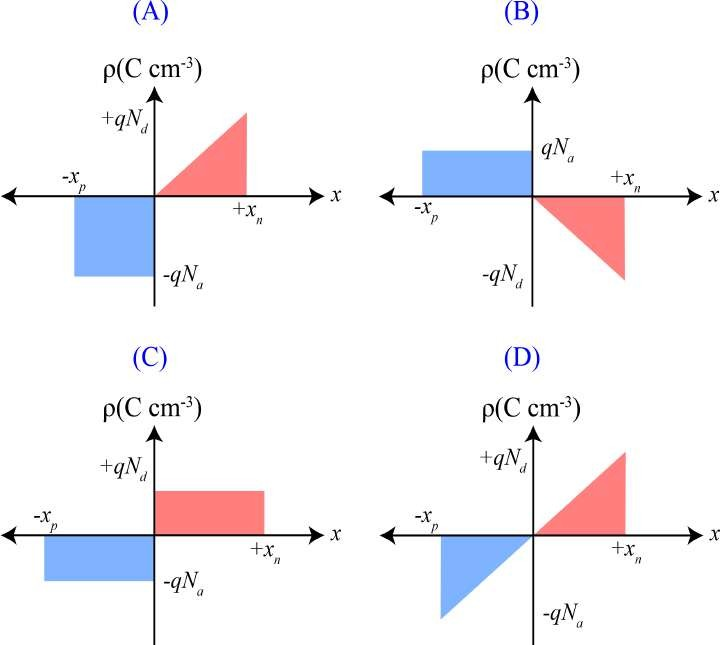 (A)
ρ(C cm-3)
+qNd
-xp
x
+xn
-qNa
(B)
ρ(C cm-3)
qNa
+xn
x
-xp
-qNd
(C)
ρ(C cm-3)
+qNd
-xp
x
+xn
-qNa
(D)
ρ(C cm-3)
+qNd
-xp
x
+xn
-qNa